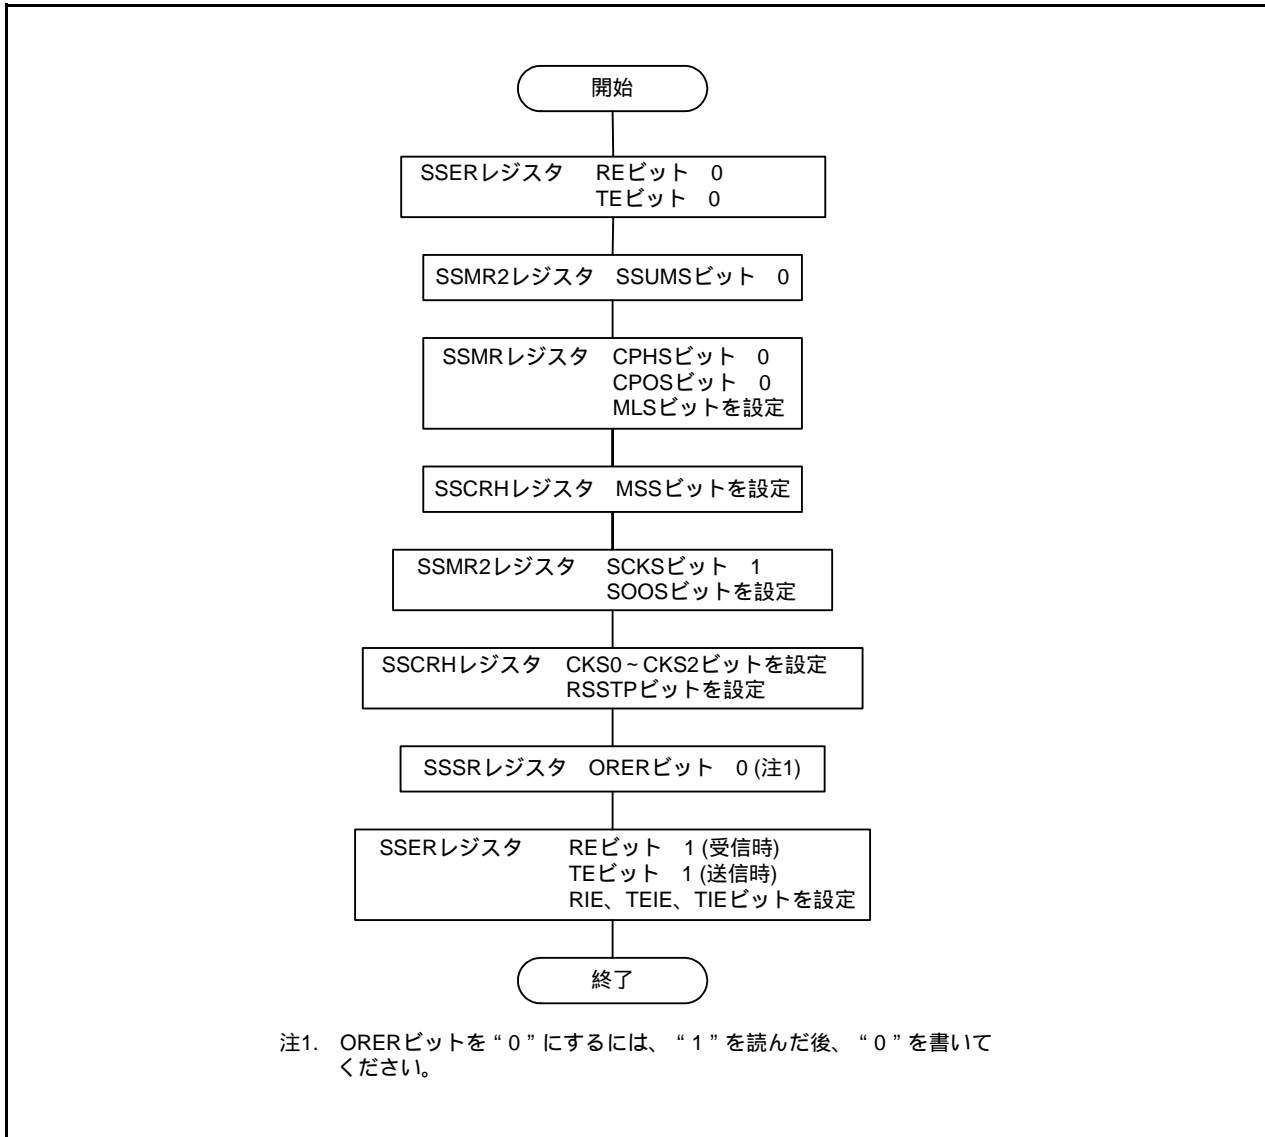 開始
SSERレジスタ REビット 0
TEビット 0
SSMR2レジスタ SSUMSビット 0
SSMRレジスタ CPHSビット 0
CPOSビット 0
MLSビットを設定
SSCRHレジスタ MSSビットを設定
SSMR2レジスタ SCKSビット 1
SOOSビットを設定
SSCRHレジスタ CKS0~CKS2ビットを設定
RSSTPビットを設定
SSSRレジスタ ORERビット 0 (注1)
SSERレジスタ REビット 1 (受信時)
TEビット 1 (送信時)
RIE、TEIE、TIEビットを設定
終了
注1. ORERビットを“0”にするには、“1”を読んだ後、“0”を書いて
ください。